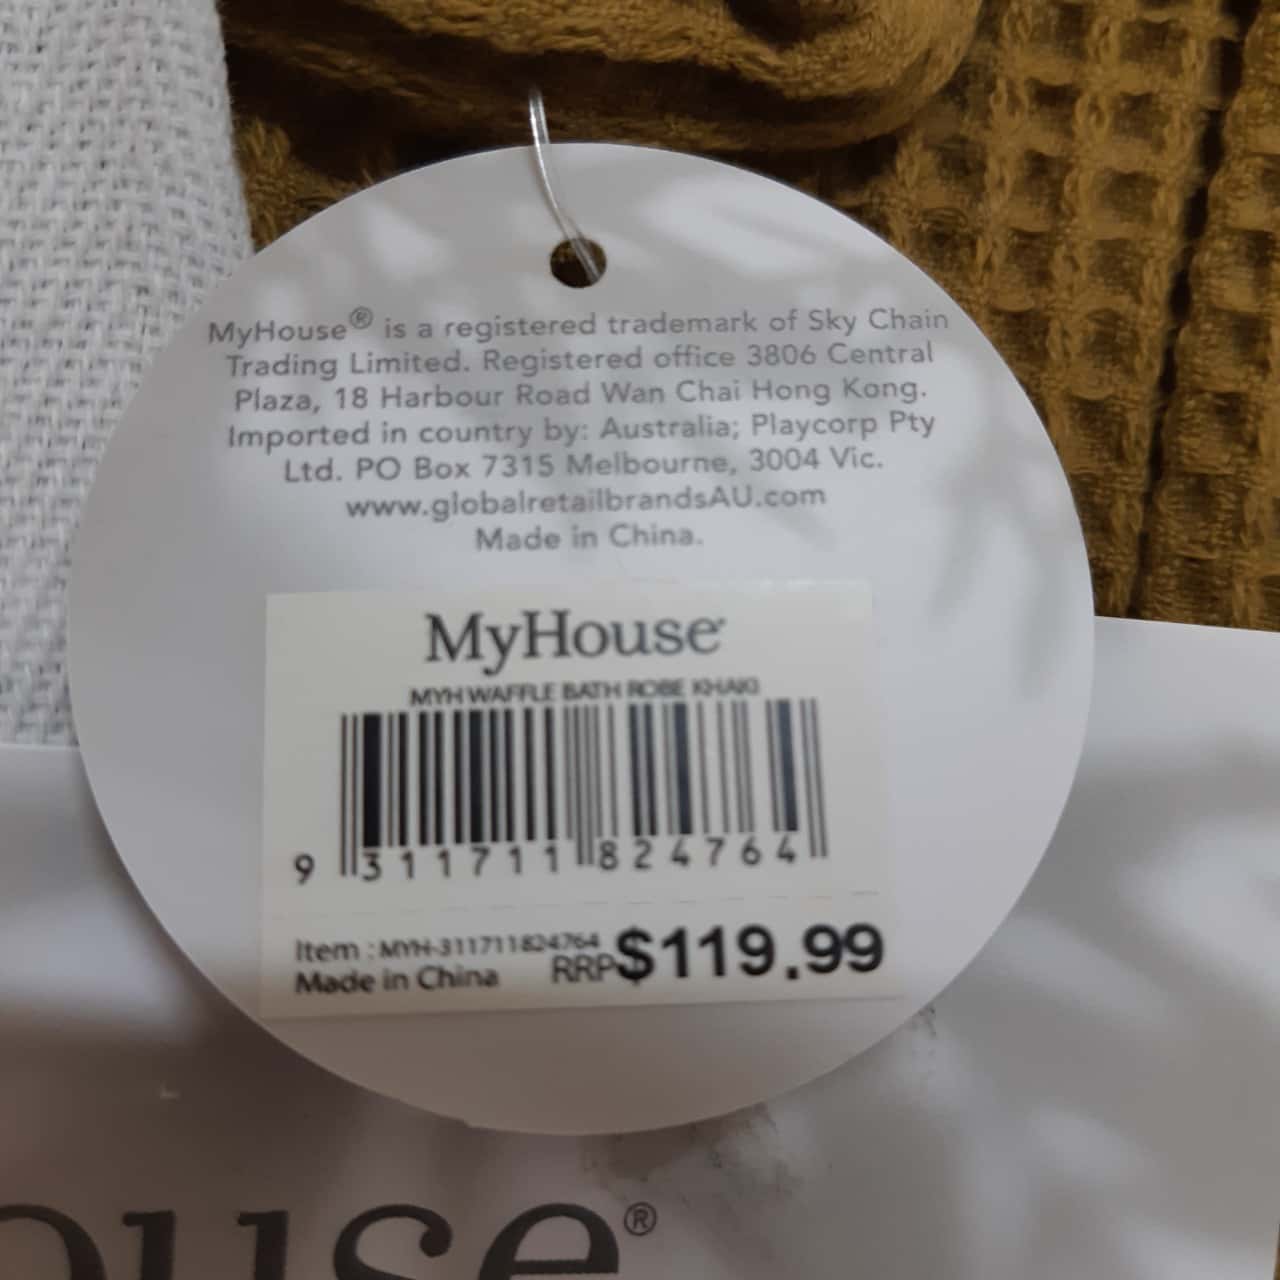 MyHouse® is a registered trademark of Sky Chain
Trading Limited. Registered office 3806 Central
Plaza, 18 Harbour Road Wan Chai Hong Kong.
Imported in country by: Australia; Playcorp Pty
Ltd. PO Box 7315 Melbourne, 3004 Vic.
www.globalretailbrandsAU.com
Made in China.
MyHouse®
MYH WAFFLE BATH ROBE KHAKI
9 311711 824764
Item : MYH-311711824764
Made in China RRP $119.99
ouse®